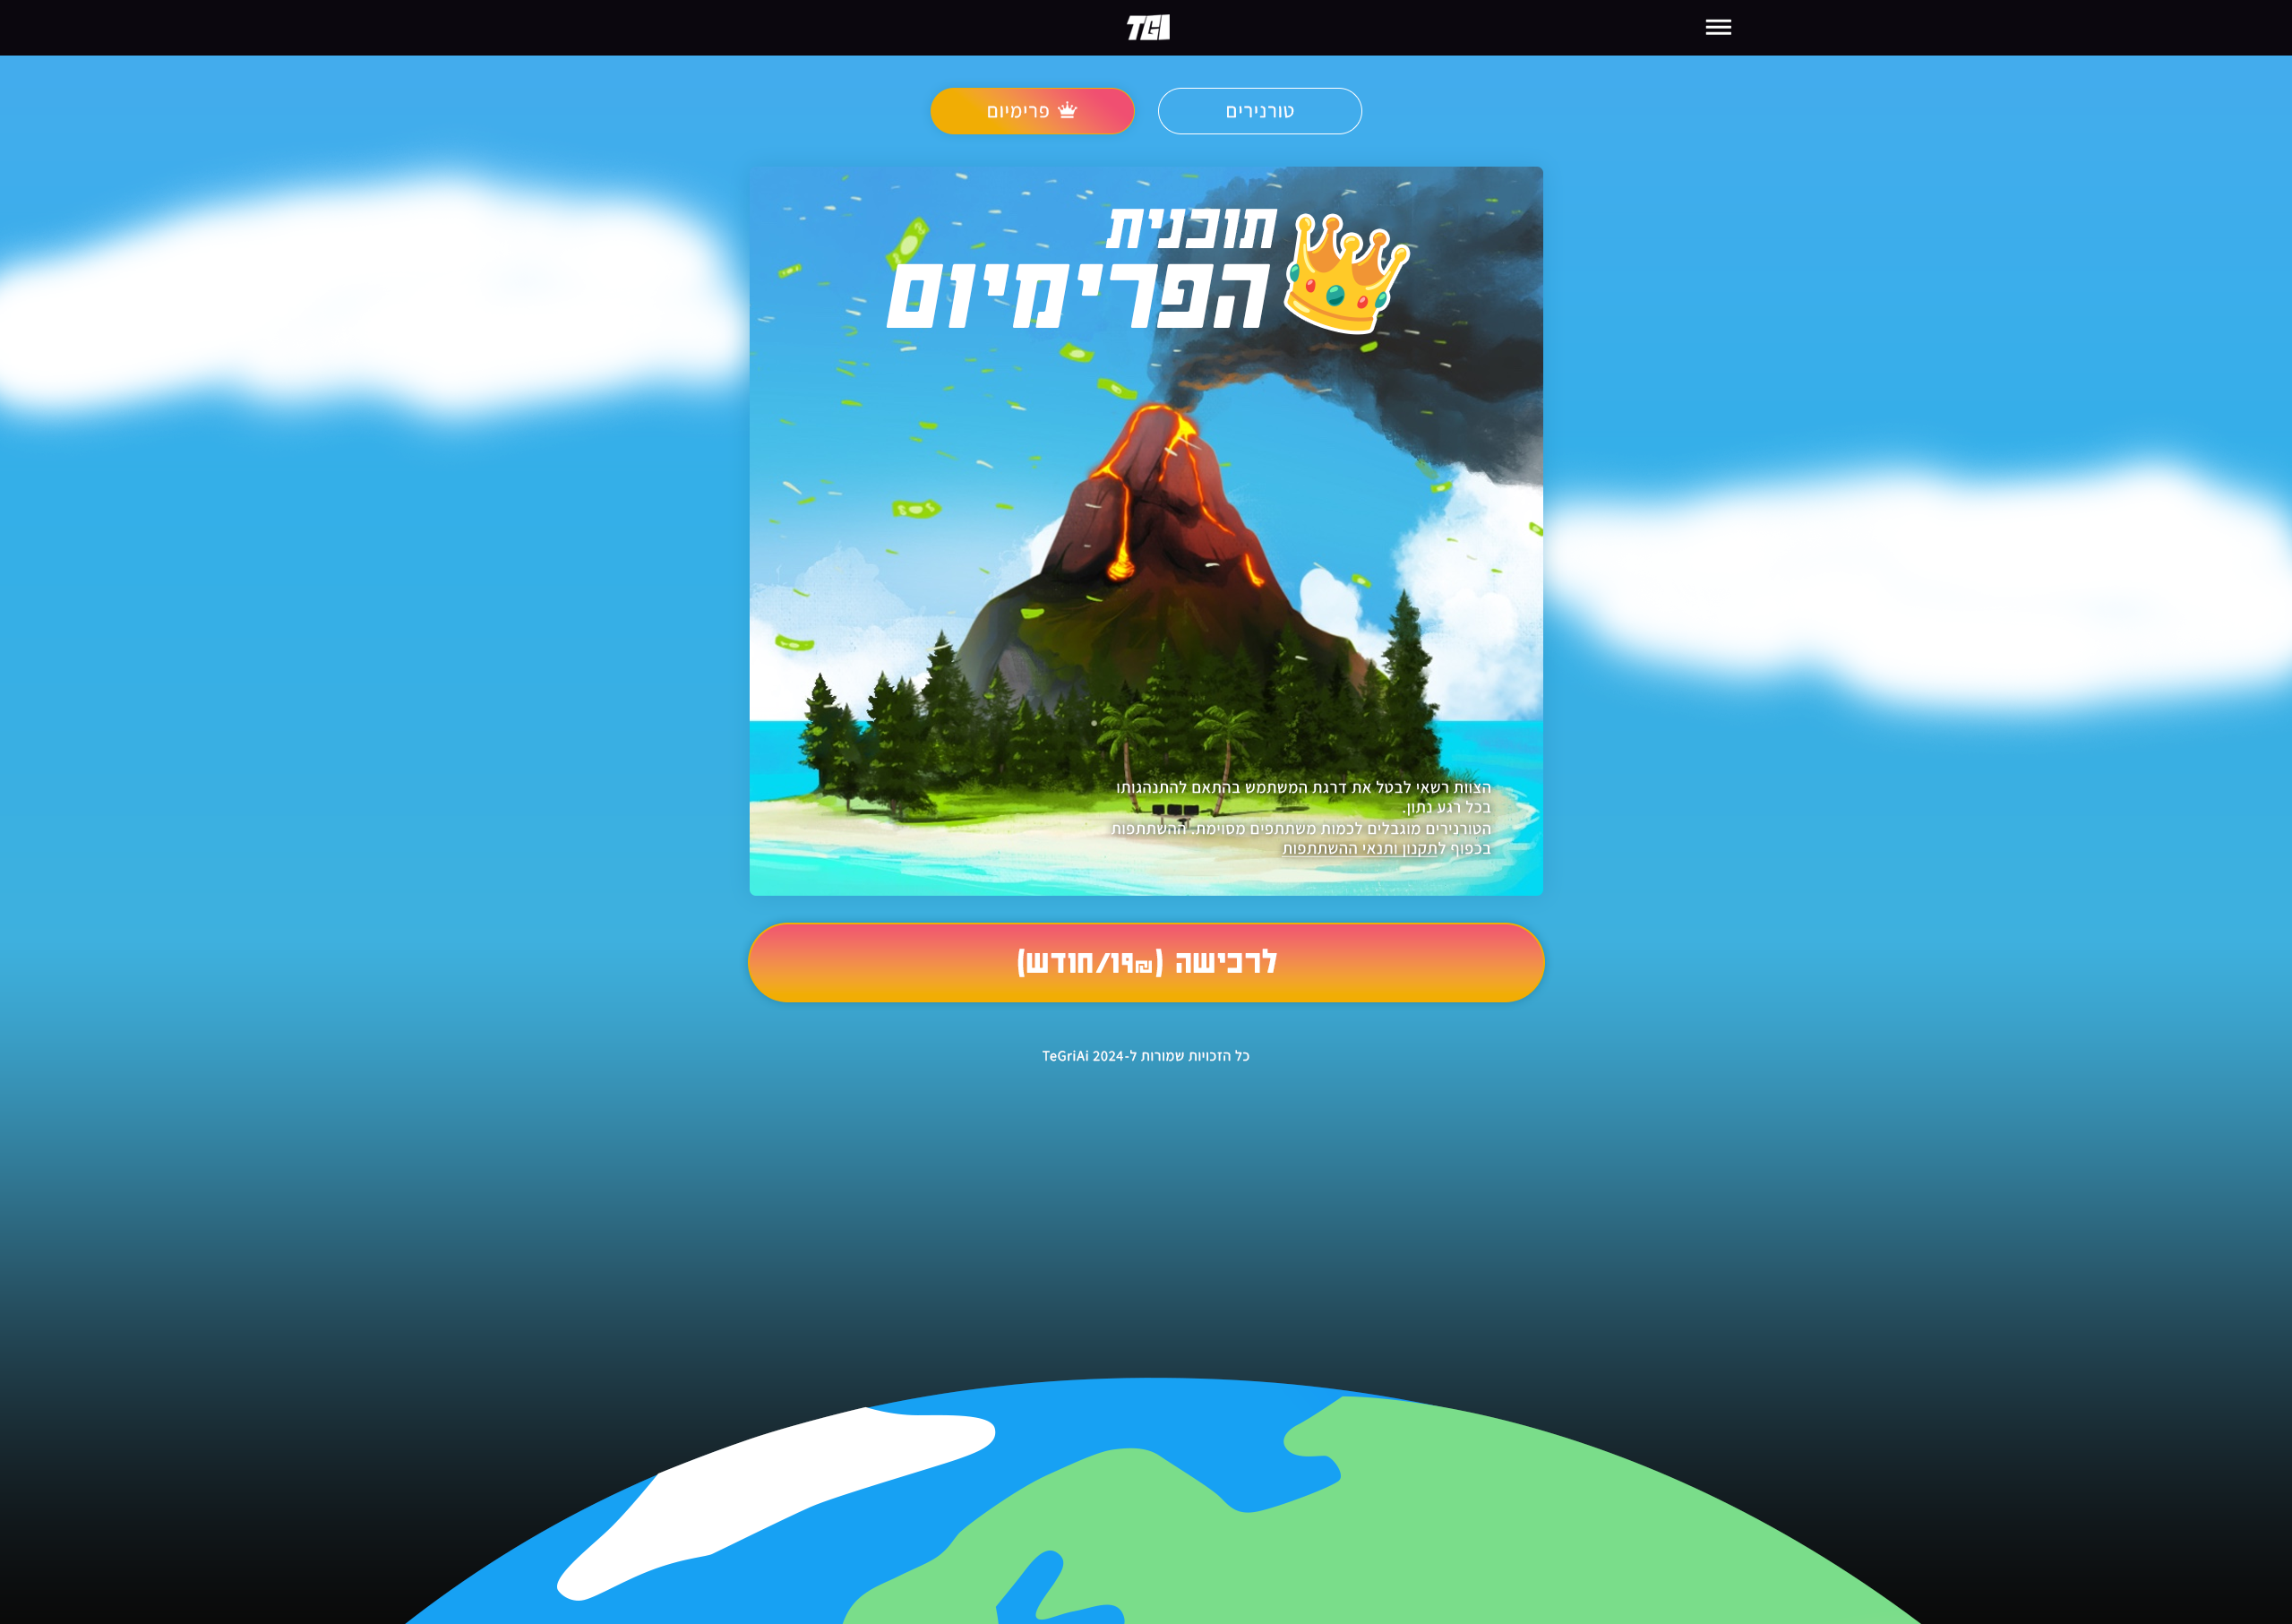 TGI
טורנירים
פרימיום
תוכנית
הפרימיום
הצוות רשאי לבטל את דרגת המשתמש בהתאם להתנהגותו
בכל רגע נתון.
הטורנירים מוגבלים לכמות משתתפים מסוימת. ההשתתפות
בכפוף לתקנון ותנאי ההשתתפות
לרכישה (₪19/חודש)
כל הזכויות שמורות ל-TeGriAi 2024